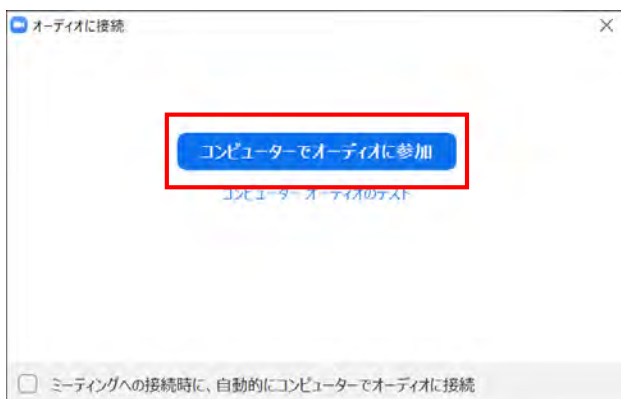 オーディオに接続
コンピューターでオーディオに参加
コンピューター オーディオのテスト
ミーティングへの接続時に、自動的にコンピューターでオーディオに接続